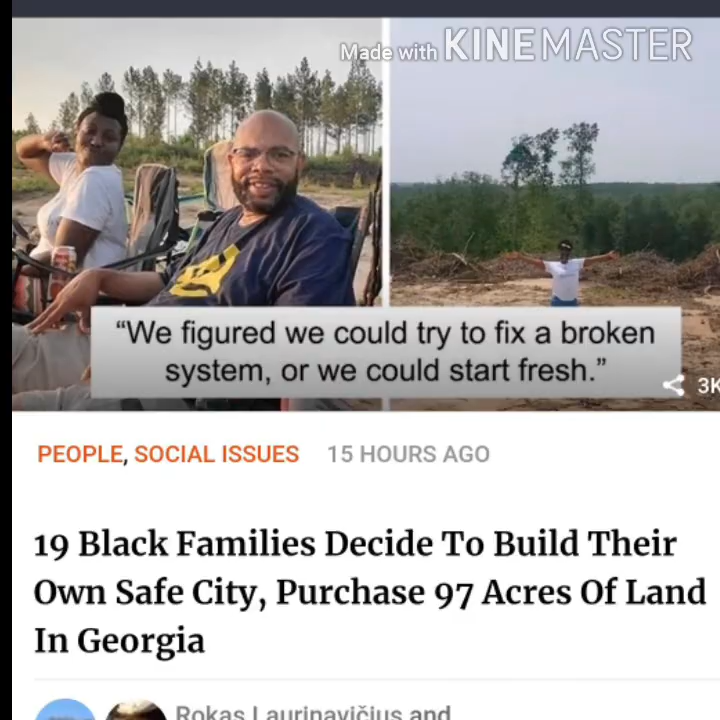 Made with KINEMASTER
“We figured we could try to fix a broken
system, or we could start fresh.”
3K
PEOPLE, SOCIAL ISSUES 15 HOURS AGO
19 Black Families Decide To Build Their
Own Safe City, Purchase 97 Acres Of Land
In Georgia
Rokas Laurinavičius and